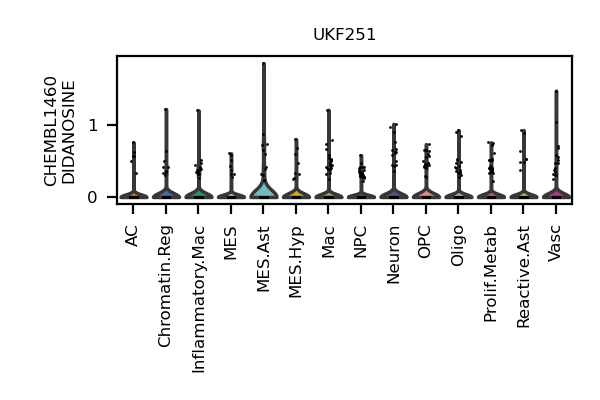 UKF251
CHEMBL1460
DIDANOSINE
1
0
AC
Chromatin.Reg
Inflammatory.Mac
MES
MES.Ast
MES.Hyp
Mac
NPC
Neuron
OPC
Oligo
Prolif.Metab
Reactive.Ast
Vasc